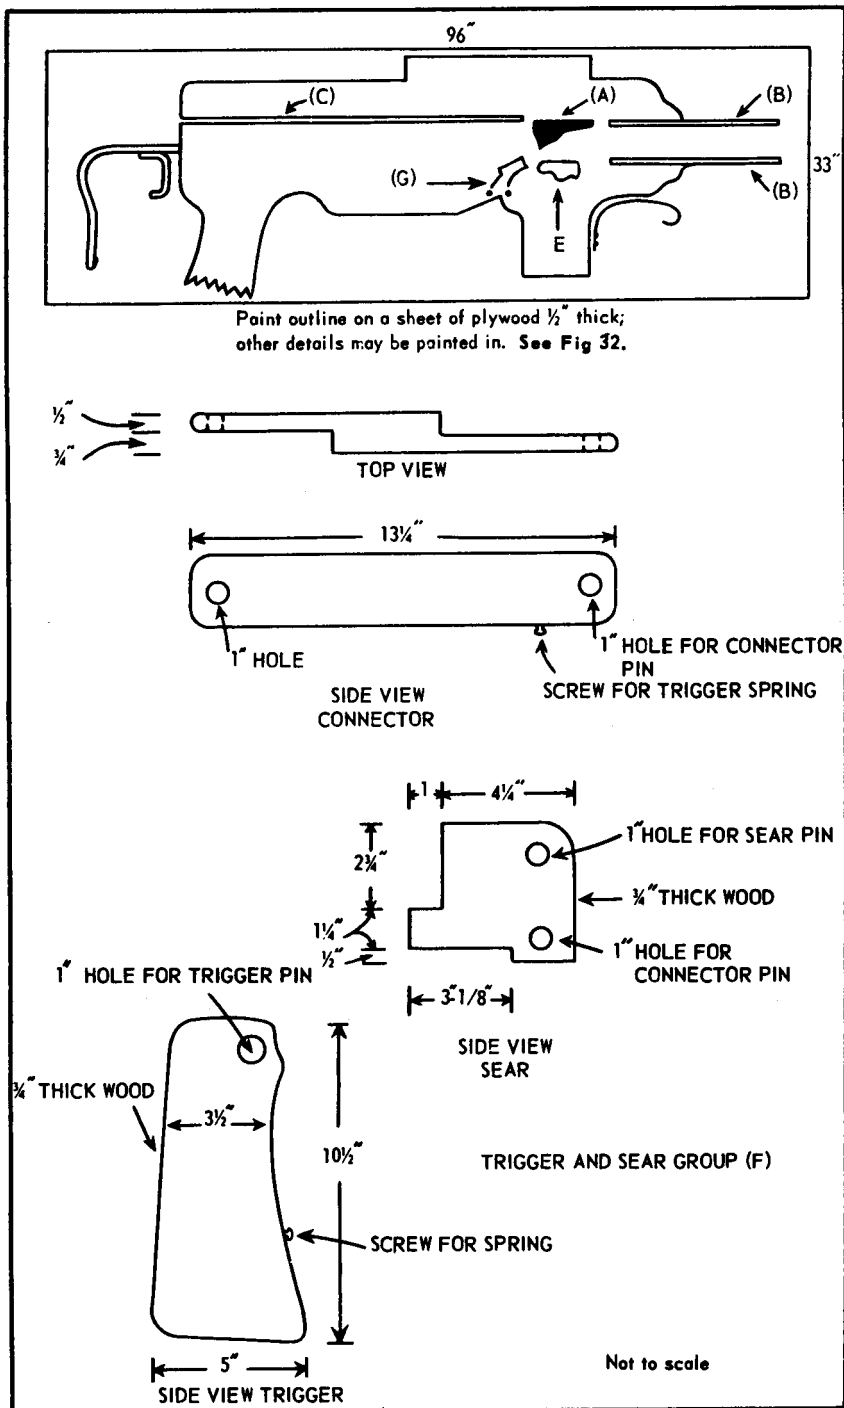 96"
(C)
(A)
(B)
33"
(G)
(B)
E
Paint outline on a sheet of plywood ½" thick;
other details may be painted in. See Fig 32.
½"
¾"
TOP VIEW
13¼"
1" HOLE
1" HOLE FOR CONNECTOR
PIN
SCREW FOR TRIGGER SPRING
SIDE VIEW
CONNECTOR
1
4¼"
1" HOLE FOR SEAR PIN
2¾"
¾" THICK WOOD
1¼"
½"
1" HOLE FOR
CONNECTOR PIN
1" HOLE FOR TRIGGER PIN
3"-1/8"
SIDE VIEW
SEAR
¾" THICK WOOD
3½"
10½"
TRIGGER AND SEAR GROUP (F)
SCREW FOR SPRING
5"
Not to scale
SIDE VIEW TRIGGER